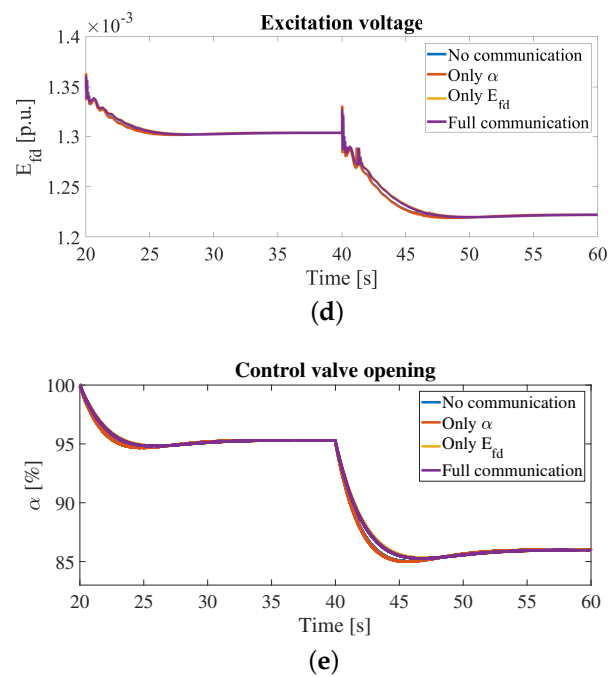 ×10⁻³
Excitation voltage
1.4
1.35
1.3
1.25
1.2
E_fd [p.u.]
No communication
Only α
Only E_fd
Full communication
20 25 30 35 40 45 50 55 60
Time [s]
(d)
Control valve opening
100
95
90
85
α [%]
No communication
Only α
Only E_fd
Full communication
20 25 30 35 40 45 50 55 60
Time [s]
(e)